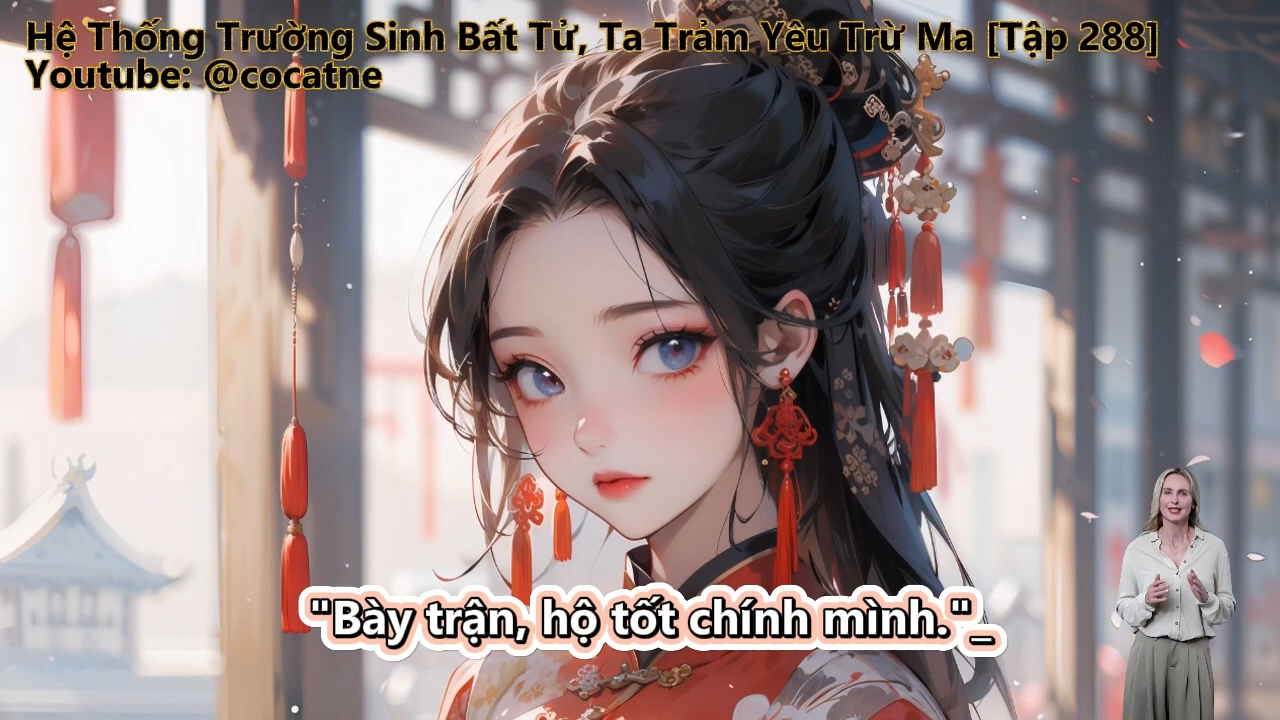 Hệ Thống Trường Sinh Bất Tử, Ta Trảm Yêu Trừ Ma [Tập 288]
Youtube: @cocatne
"Bày trận, hộ tốt chính mình."_